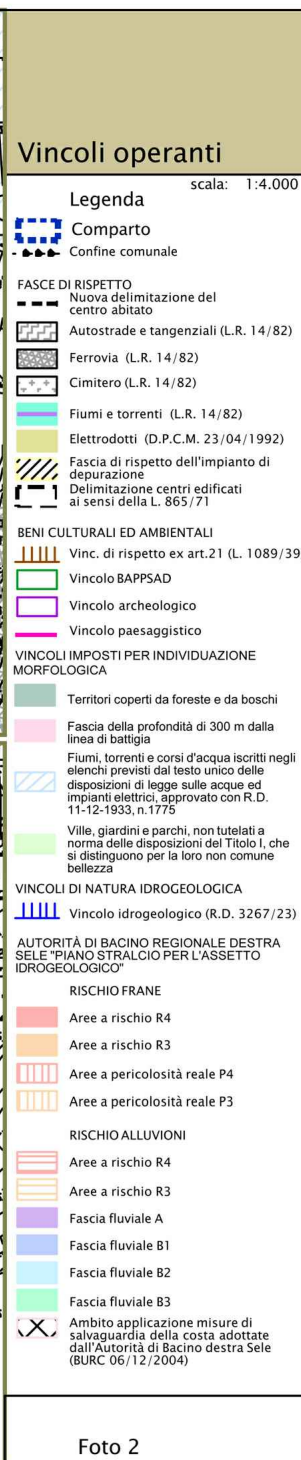 Vincoli operanti
scala: 1:4.000
Legenda
Comparto
Confine comunale
FASCE DI RISPETTO
Nuova delimitazione del
centro abitato
Autostrade e tangenziali (L.R. 14/82)
Ferrovia (L.R. 14/82)
Cimitero (L.R. 14/82)
Fiumi e torrenti (L.R. 14/82)
Elettrodotti (D.P.C.M. 23/04/1992)
Fascia di rispetto dell'impianto di
depurazione
Delimitazione centri edificati
ai sensi della L. 865/71
BENI CULTURALI ED AMBIENTALI
Vinc. di rispetto ex art.21 (L. 1089/39
Vincolo BAPPSAD
Vincolo archeologico
Vincolo paesaggistico
VINCOLI IMPOSTI PER INDIVIDUAZIONE
MORFOLOGICA
Territori coperti da foreste e da boschi
Fascia della profondità di 300 m dalla
linea di battigia
Fiumi, torrenti e corsi d'acqua iscritti negli
elenchi previsti dal testo unico delle
disposizioni di legge sulle acque ed
impianti elettrici, approvato con R.D.
11-12-1933, n.1775
Ville, giardini e parchi, non tutelati a
norma delle disposizioni del Titolo I, che
si distinguono per la loro non comune
bellezza
VINCOLI DI NATURA IDROGEOLOGICA
Vincolo idrogeologico (R.D. 3267/23)
AUTORITÀ DI BACINO REGIONALE DESTRA
SELE "PIANO STRALCIO PER L'ASSETTO
IDROGEOLOGICO"
RISCHIO FRANE
Aree a rischio R4
Aree a rischio R3
Aree a pericolosità reale P4
Aree a pericolosità reale P3
RISCHIO ALLUVIONI
Aree a rischio R4
Aree a rischio R3
Fascia fluviale A
Fascia fluviale B1
Fascia fluviale B2
Fascia fluviale B3
Ambito applicazione misure di
salvaguardia della costa adottate
dall'Autorità di Bacino destra Sele
(BURC 06/12/2004)
Foto 2